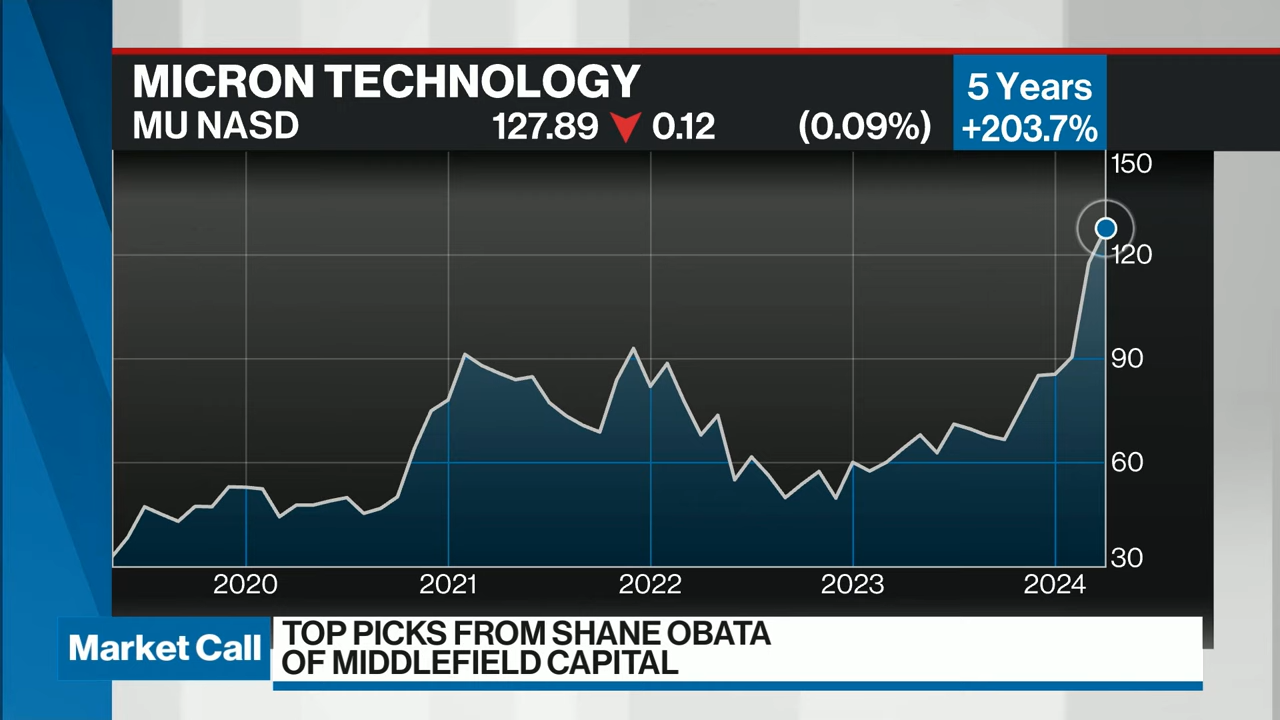 MICRON TECHNOLOGY
MU NASD 127.89 0.12 (0.09%)
5 Years
+203.7%
150
120
90
60
30
2020 2021 2022 2023 2024
Market Call
TOP PICKS FROM SHANE OBATA
OF MIDDLEFIELD CAPITAL